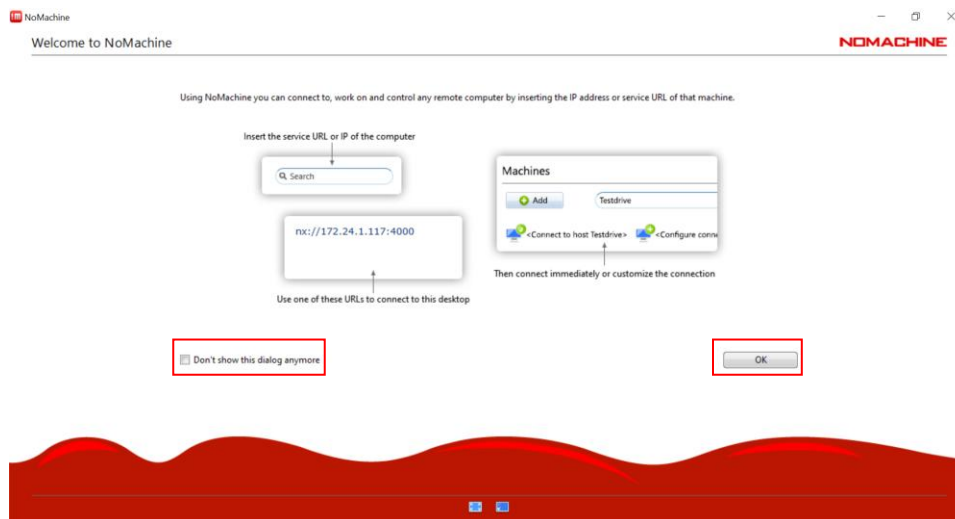 NoMachine
Welcome to NoMachine
NOMACHINE
Using NoMachine you can connect to, work on and control any remote computer by inserting the IP address or service URL of that machine.
Insert the service URL or IP of the computer
Search
nx://172.24.1.117:4000
Use one of these URLs to connect to this desktop
Machines
Add
Testdrive
<Connect to host Testdrive>
<Configure conne
Then connect immediately or customize the connection
Don't show this dialog anymore
OK